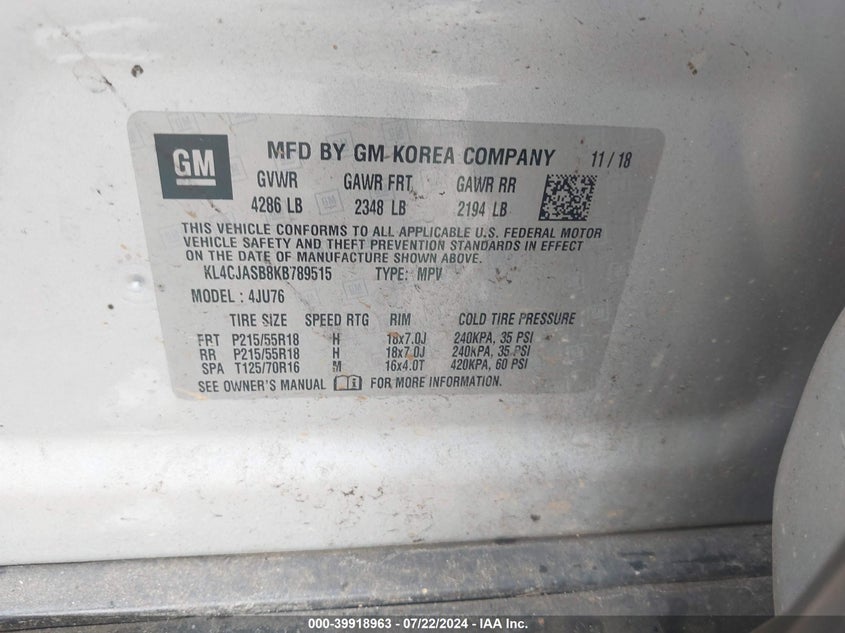 GM MFD BY GM KOREA COMPANY 11 / 18
GVWR GAWR FRT GAWR RR
4286 LB 2348 LB 2194 LB
THIS VEHICLE CONFORMS TO ALL APPLICABLE U.S. FEDERAL MOTOR
VEHICLE SAFETY AND THEFT PREVENTION STANDARDS IN EFFECT
ON THE DATE OF MANUFACTURE SHOWN ABOVE.
KL4CJASB8KB789515 TYPE: MPV
MODEL : 4JU76
TIRE SIZE SPEED RTG RIM COLD TIRE PRESSURE
FRT P215/55R18 H 18x7.0J 240KPA, 35 PSI
RR P215/55R18 H 18x7.0J 240KPA, 35 PSI
SPA T125/70R16 M 16x4.0T 420KPA, 60 PSI
SEE OWNER'S MANUAL FOR MORE INFORMATION.
000-39918963 - 07/22/2024 - IAAI.com